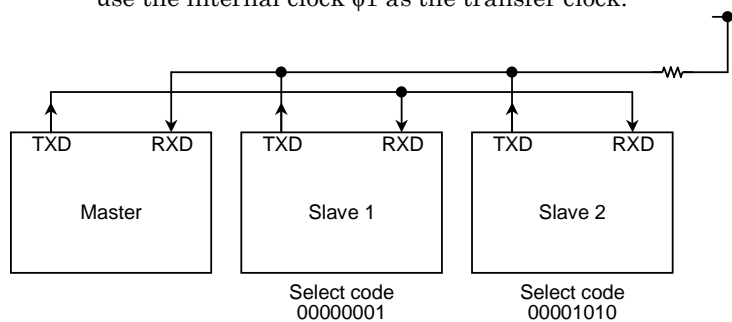 use the internal clock φ1 as the transfer clock.
TXD RXD TXD RXD TXD RXD
Master Slave 1 Slave 2
Select code Select code
00000001 00001010